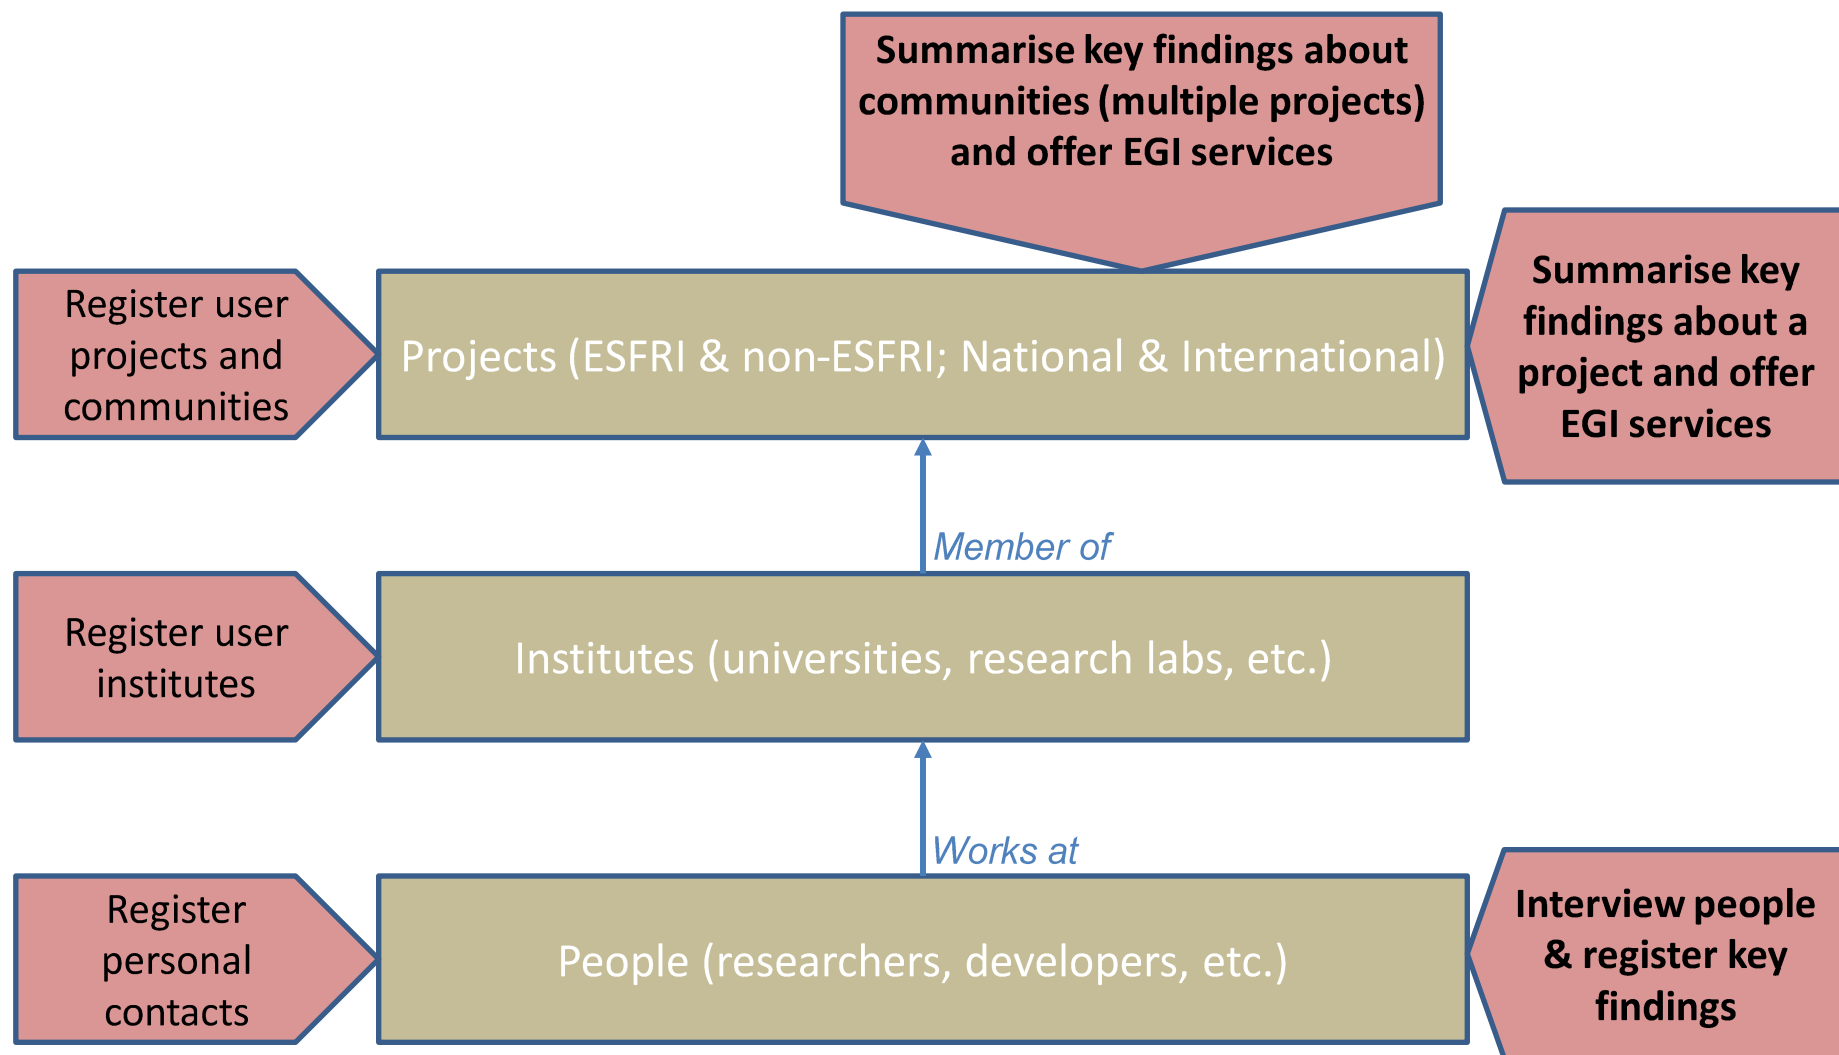 Summarise key findings about
communities (multiple projects)
and offer EGI services
Register user
projects and
communities
Projects (ESFRI & non-ESFRI; National & International)
Summarise key
findings about a
project and offer
EGI services
Member of
Register user
institutes
Institutes (universities, research labs, etc.)
Works at
Register
personal
contacts
People (researchers, developers, etc.)
Interview people
& register key
findings